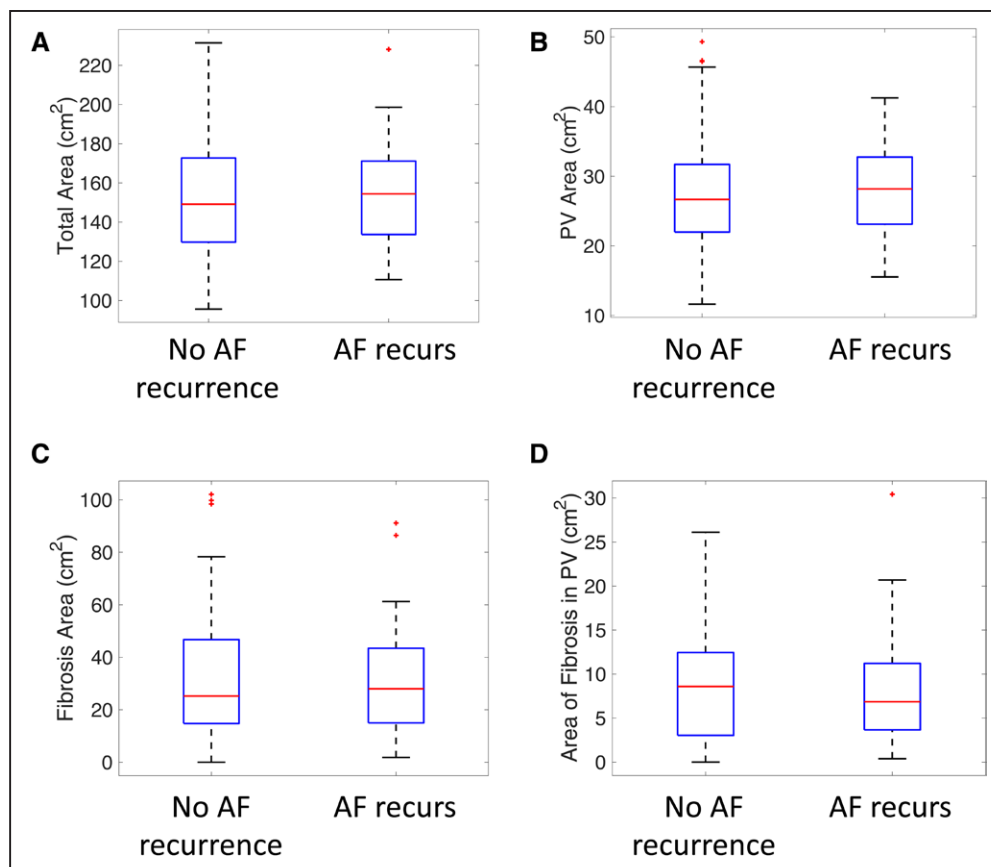 A
Total Area (cm²)
220
200
180
160
140
120
100
No AF
recurrence
AF recurs
B
PV Area (cm²)
50
40
30
20
10
No AF
recurrence
AF recurs
C
Fibrosis Area (cm²)
100
80
60
40
20
0
No AF
recurrence
AF recurs
D
Area of Fibrosis in PV (cm²)
30
25
20
15
10
5
0
No AF
recurrence
AF recurs